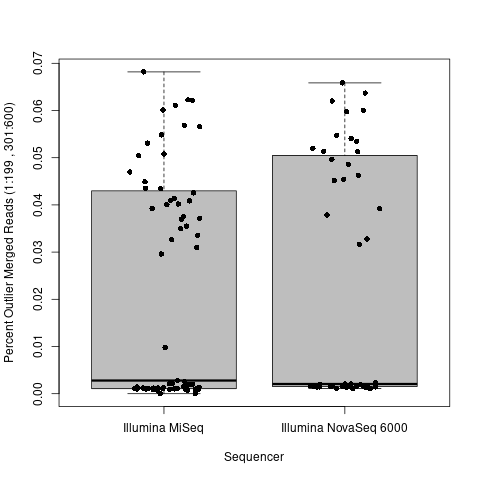 Percent Outlier Merged Reads (1:199 , 301:600)
0.07
0.06
0.05
0.04
0.03
0.02
0.01
0.00
Illumina MiSeq
Illumina NovaSeq 6000
Sequencer